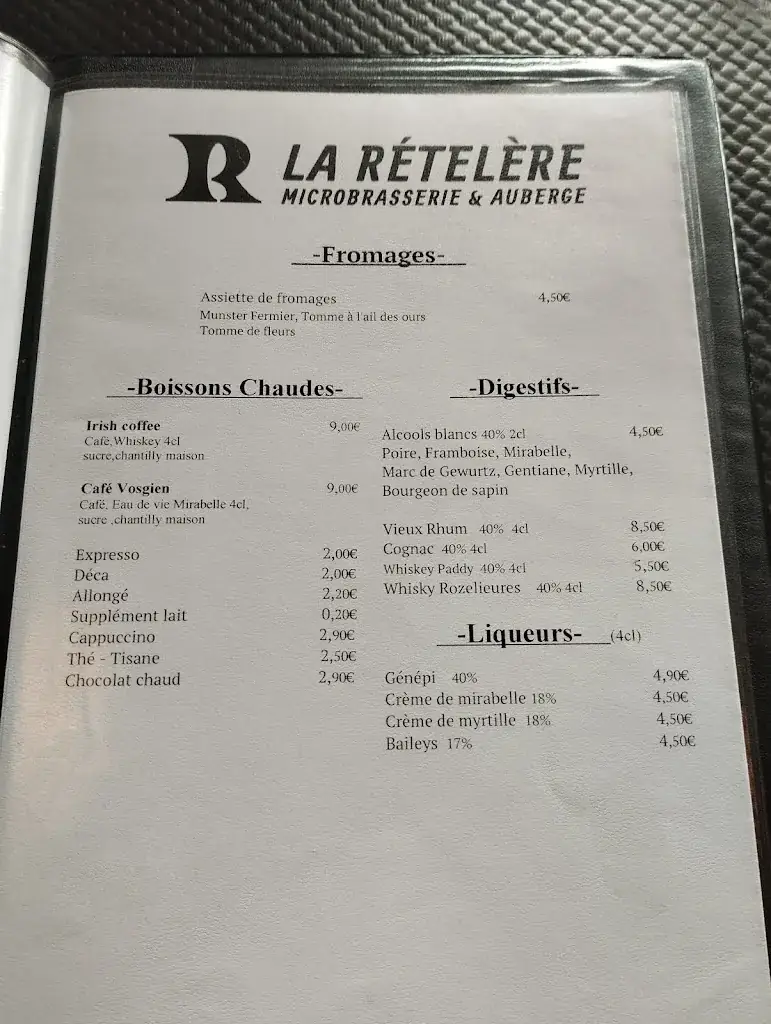 R LA RÉTELÈRE
MICROBRASSERIE & AUBERGE
-Fromages-
Assiette de fromages 4,50€
Munster Fermier, Tomme à l'ail des ours
Tomme de fleurs
-Boissons Chaudes-
Irish coffee 9,00€
Café,Whiskey 4cl
sucre,chantilly maison
Café Vosgien 9,00€
Café, Eau de vie Mirabelle 4cl,
sucre ,chantilly maison
Expresso 2,00€
Déca 2,00€
Allongé 2,20€
Supplément lait 0,20€
Cappuccino 2,90€
Thé - Tisane 2,50€
Chocolat chaud 2,90€
-Digestifs-
Alcools blancs 40% 2cl 4,50€
Poire, Framboise, Mirabelle,
Marc de Gewurtz, Gentiane, Myrtille,
Bourgeon de sapin
Vieux Rhum 40% 4cl 8,50€
Cognac 40% 4cl 6,00€
Whiskey Paddy 40% 4cl 5,50€
Whisky Rozelieures 40% 4cl 8,50€
-Liqueurs- (4cl)
Génépi 40% 4,90€
Crème de mirabelle 18% 4,50€
Crème de myrtille 18% 4,50€
Baileys 17% 4,50€